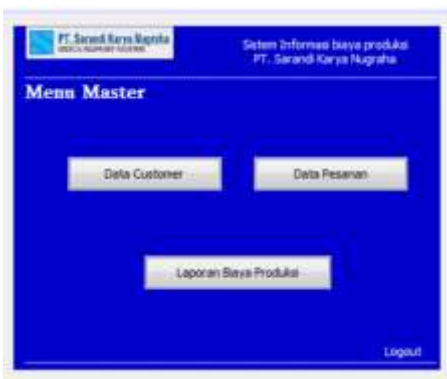 PT. Sarandi Karya Nugraha
Sistem Informasi biaya produksi
PT. Sarandi Karya Nugraha
Menu Master
Data Customer
Data Pesanan
Laporan Biaya Produksi
Logout